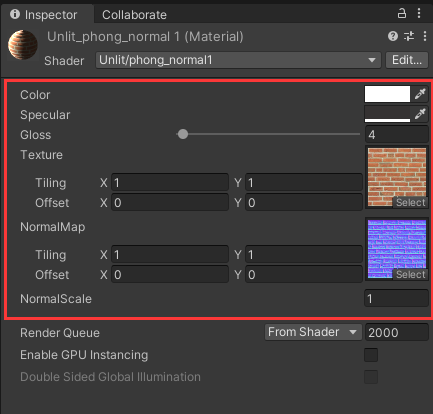 Inspector Collaborate
Unlit_phong_normal 1 (Material)
Shader Unlit/phong_normal1 Edit...
Color
Specular
Gloss 4
Texture
Tiling X 1 Y 1
Offset X 0 Y 0
Select
NormalMap
Tiling X 1 Y 1
Offset X 0 Y 0
Select
NormalScale 1
Render Queue From Shader 2000
Enable GPU Instancing
Double Sided Global Illumination